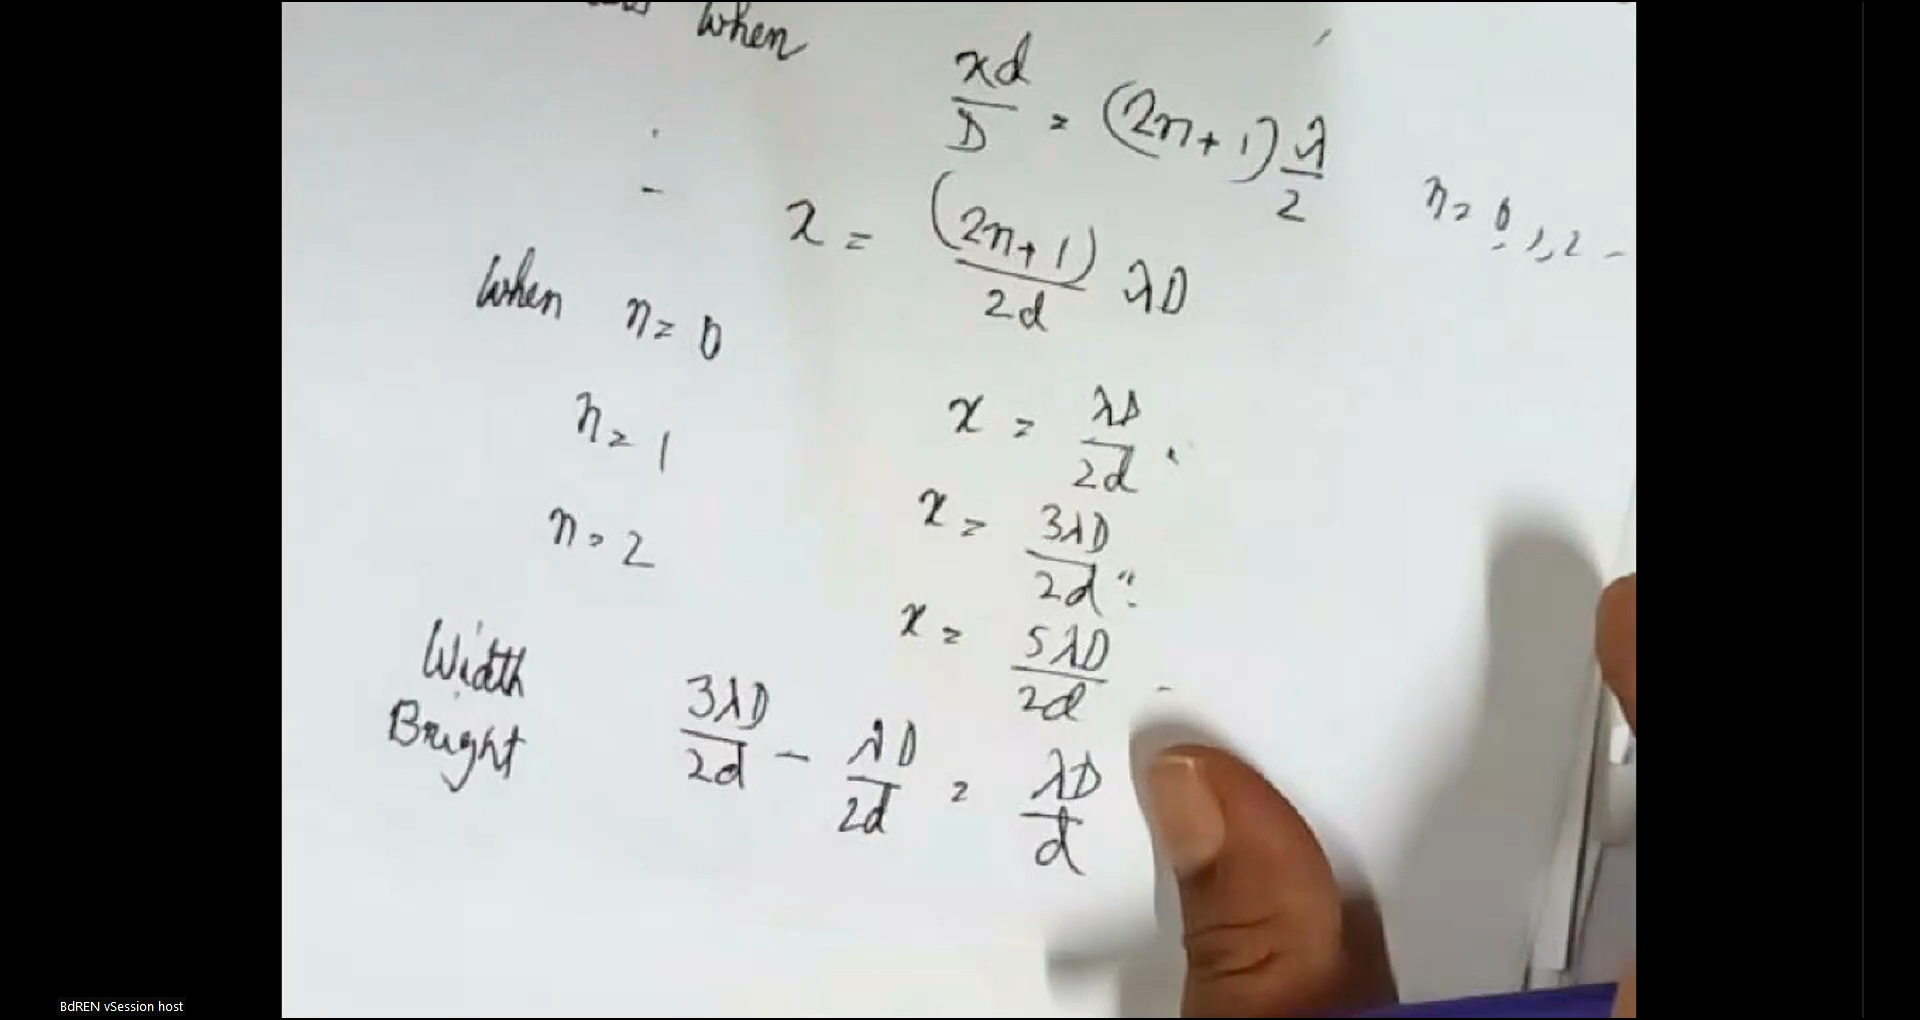 when
xd/D = (2n+1) λ/2    n = 0, 1, 2 -
x = (2n+1)/2d λD
when n = 0    x = λD/2d
n = 1    x = 3λD/2d
n = 2    x = 5λD/2d
Width
Bright    3λD/2d - λD/2d = λD/d
BdREN vSession host